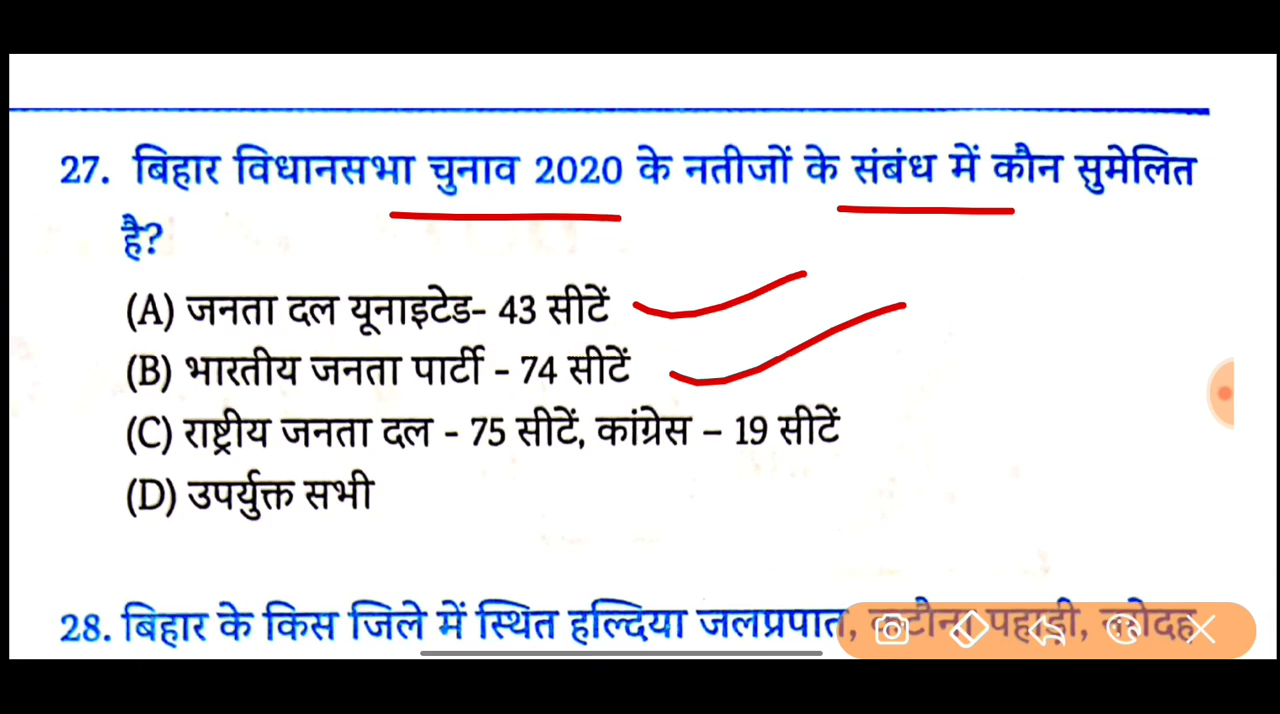 27. बिहार विधानसभा चुनाव 2020 के नतीजों के संबंध में कौन सुमेलित
है?
(A) जनता दल यूनाइटेड- 43 सीटें
(B) भारतीय जनता पार्टी - 74 सीटें
(C) राष्ट्रीय जनता दल - 75 सीटें, कांग्रेस – 19 सीटें
(D) उपर्युक्त सभी
28. बिहार के किस जिले में स्थित हल्दिया जलप्रपात, पहाड़ी,